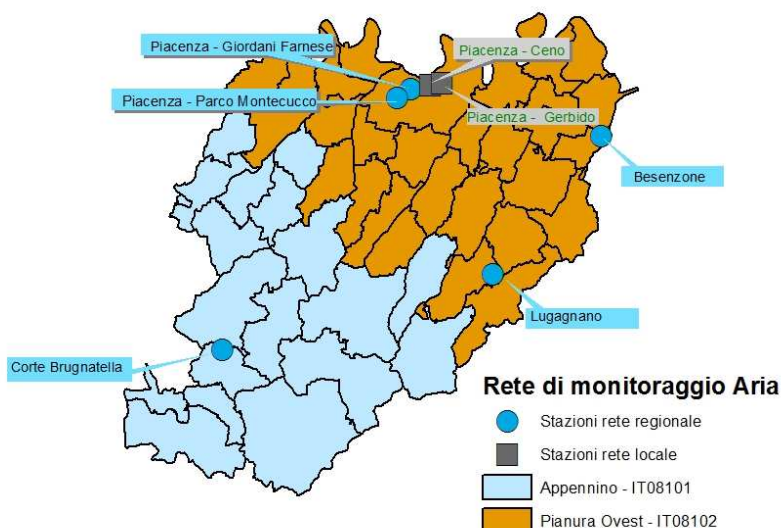 Piacenza - Giordani Farnese
Piacenza - Ceno
Piacenza - Parco Montecucco
Piacenza - Gerbido
Besenzone
Lugagnano
Corte Brugnatella
Rete di monitoraggio Aria
Stazioni rete regionale
Stazioni rete locale
Appennino - IT08101
Pianura Ovest - IT08102